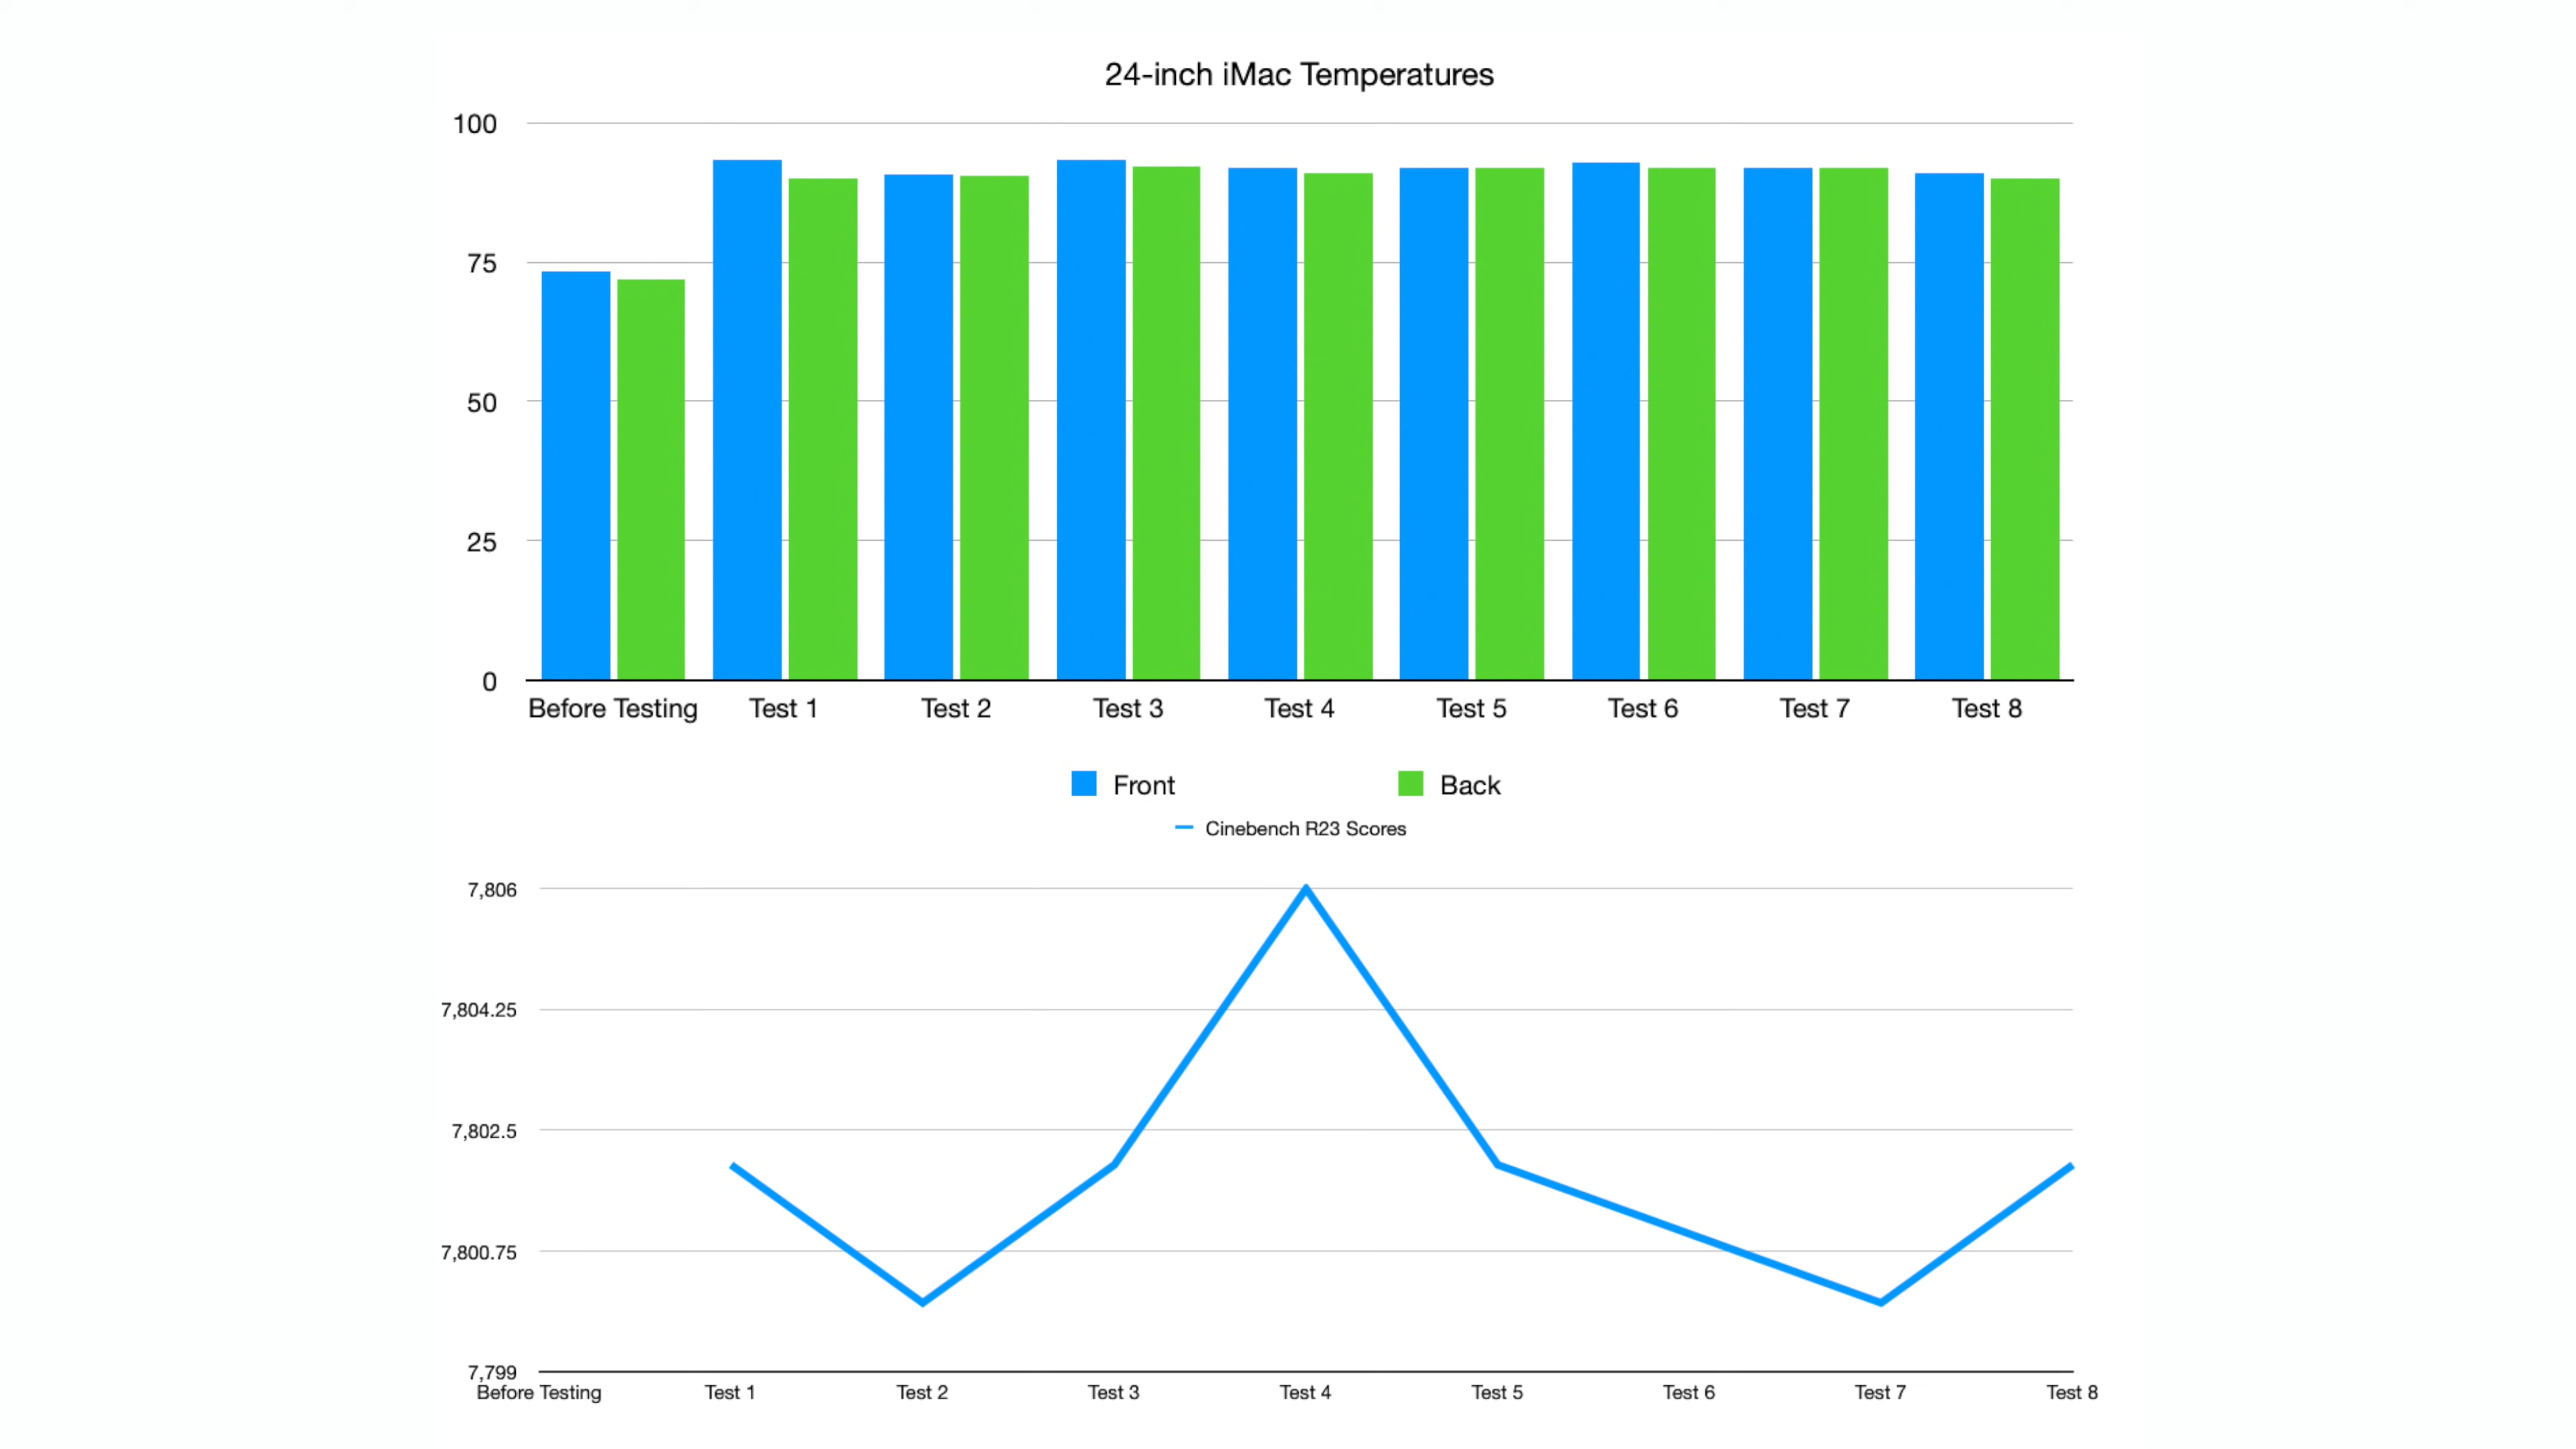 24-inch iMac Temperatures
100
75
50
25
0
Before Testing Test 1 Test 2 Test 3 Test 4 Test 5 Test 6 Test 7 Test 8
Front Back
Cinebench R23 Scores
7,806
7,804.25
7,802.5
7,800.75
7,799
Before Testing Test 1 Test 2 Test 3 Test 4 Test 5 Test 6 Test 7 Test 8